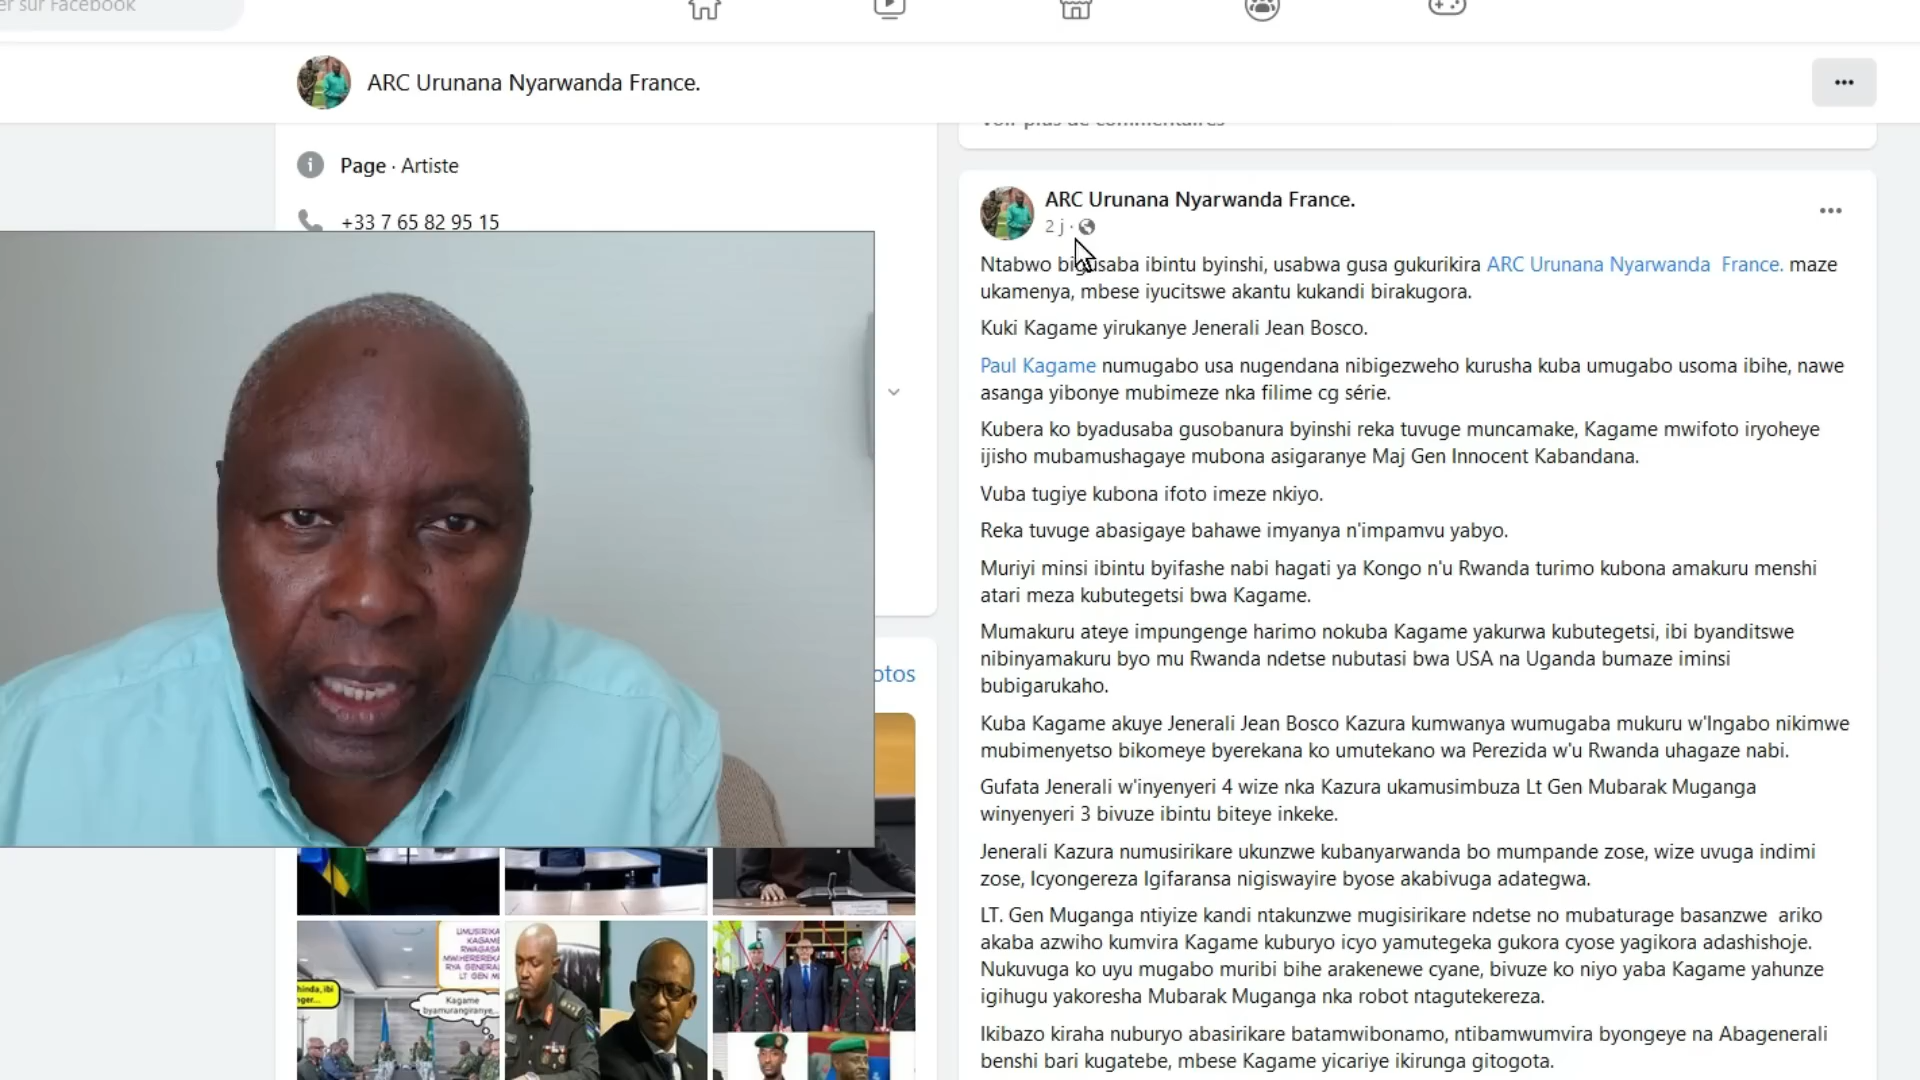 er sur Facebook
ARC Urunana Nyarwanda France.
Page · Artiste
+33 7 65 82 95 15
otos
ARC Urunana Nyarwanda France.
2 j ·
Ntabwo bigusaba ibintu byinshi, usabwa gusa gukurikira ARC Urunana Nyarwanda France. maze
ukamenya, mbese iyucitswe akantu kukandi birakugora.
Kuki Kagame yirukanye Jenerali Jean Bosco.
Paul Kagame numugabo usa nugendana nibigezweho kurusha kuba umugabo usoma ibihe, nawe
asanga yibonye mubimeze nka filime cg série.
Kubera ko byadusaba gusobanura byinshi reka tuvuge muncamake, Kagame mwifoto iryoheye
ijisho mubamushagaye mubona asigaranye Maj Gen Innocent Kabandana.
Vuba tugiye kubona ifoto imeze nkiyo.
Reka tuvuge abasigaye bahawe imyanya n'impamvu yabyo.
Muriyi minsi ibintu byifashe nabi hagati ya Kongo n'u Rwanda turimo kubona amakuru menshi
atari meza kubutegetsi bwa Kagame.
Mumakuru ateye impungenge harimo nokuba Kagame yakurwa kubutegetsi, ibi byanditswe
nibinyamakuru byo mu Rwanda ndetse nubutasi bwa USA na Uganda bumaze iminsi
bubigarukaho.
Kuba Kagame akuye Jenerali Jean Bosco Kazura kumwanya wumugaba mukuru w'Ingabo nikimwe
mubimenyetso bikomeye byerekana ko umutekano wa Perezida w'u Rwanda uhagaze nabi.
Gufata Jenerali w'inyenyeri 4 wize nka Kazura ukamusimbuza Lt Gen Mubarak Muganga
winyenyeri 3 bivuze ibintu biteye inkeke.
Jenerali Kazura numusirikare ukunzwe kubanyarwanda bo mumpande zose, wize uvuga indimi
zose, Icyongereza Igifaransa nigiswayire byose akabivuga adategwa.
LT. Gen Muganga ntiyize kandi ntakunzwe mugisirikare ndetse no mubaturage basanzwe ariko
akaba azwiho kumvira Kagame kuburyo icyo yamutegeka gukora cyose yagikora adashishoje.
Nukuvuga ko uyu mugabo muribi bihe arakenewe cyane, bivuze ko niyo yaba Kagame yahunze
igihugu yakoresha Mubarak Muganga nka robot ntagutekereza.
Ikibazo kiraha nuburyo abasirikare batamwibonamo, ntibamwumvira byongeye na Abagenerali
benshi bari kugatebe, mbese Kagame yicariye ikirunga gitogota.
UMUSIRIKA
KAGAME
RWAGASA
RYA GENERA
Kagame
byamurangiranye,..